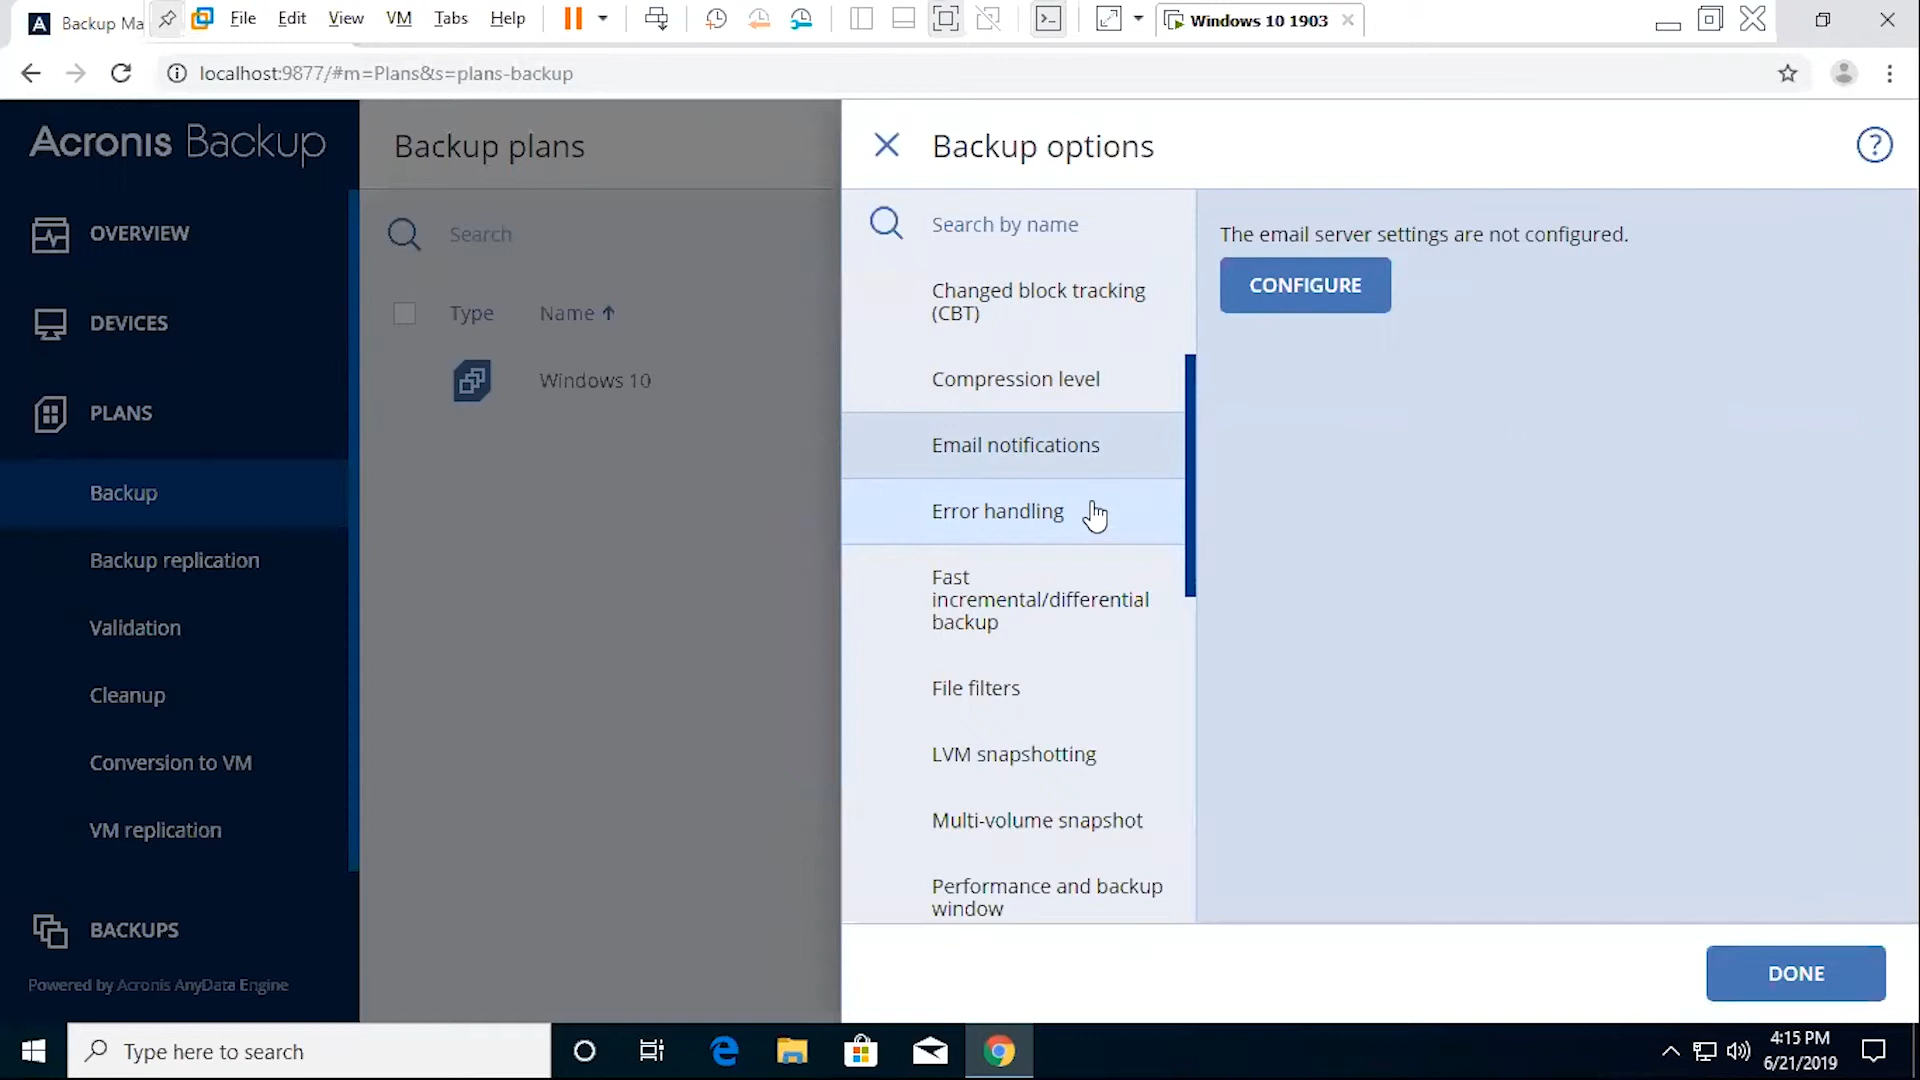 Backup Ma
File Edit View VM Tabs Help
Windows 10 1903
localhost:9877/#m=Plans&s=plans-backup
Acronis Backup
OVERVIEW
DEVICES
PLANS
Backup
Backup replication
Validation
Cleanup
Conversion to VM
VM replication
BACKUPS
Powered by Acronis AnyData Engine
Backup plans
Search
Type Name
Windows 10
Backup options
Search by name
Changed block tracking
(CBT)
Compression level
Email notifications
Error handling
Fast
incremental/differential
backup
File filters
LVM snapshotting
Multi-volume snapshot
Performance and backup
window
The email server settings are not configured.
CONFIGURE
DONE
Type here to search
4:15 PM
6/21/2019